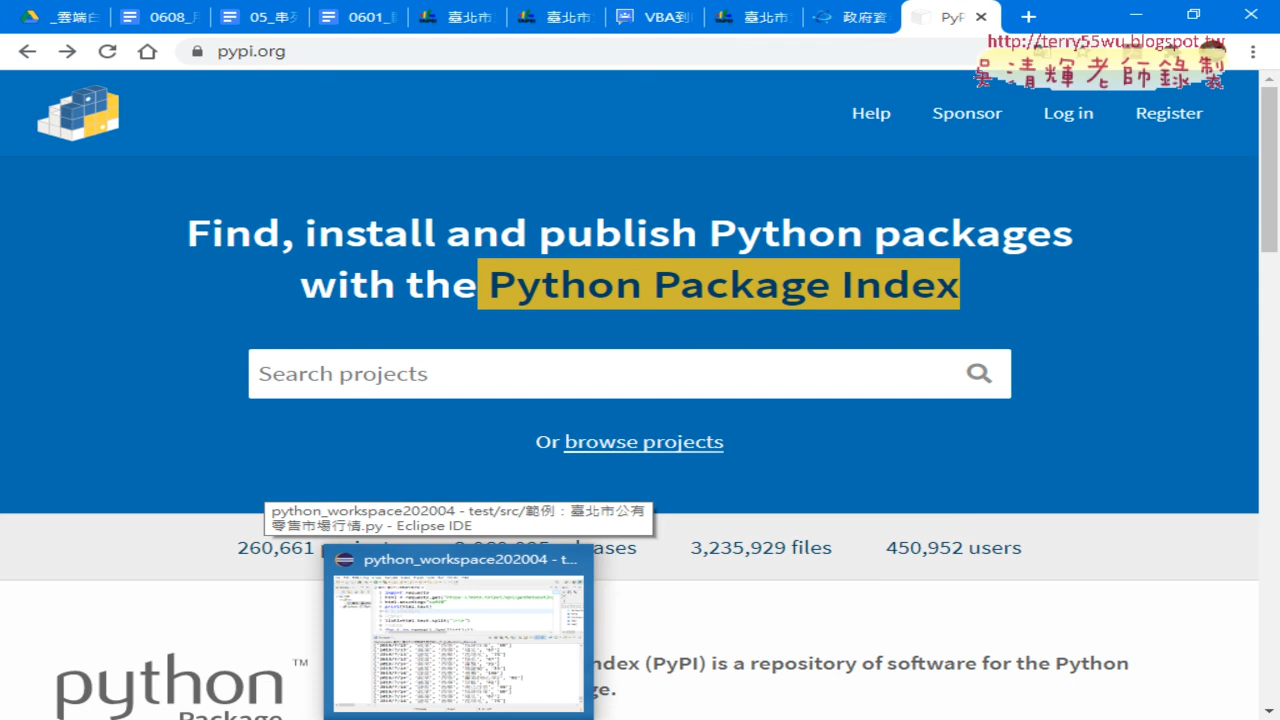 _雲端白
0608_
05_串列
0601_
臺北市
臺北市
VBA到
臺北市
政府資
PyP
pypi.org
http://terry55wu.blogspot.tw
吳清輝老師錄製
Help
Sponsor
Log in
Register
Find, install and publish Python packages
with the Python Package Index
Search projects
Or browse projects
python_workspace202004 - test/src/範例：臺北市公有
零售市場行情.py - Eclipse IDE
260,661
3,235,929 files
450,952 users
python_workspace202004 - t...
python
TM
Package
ndex (PyPI) is a repository of software for the Python
ge.